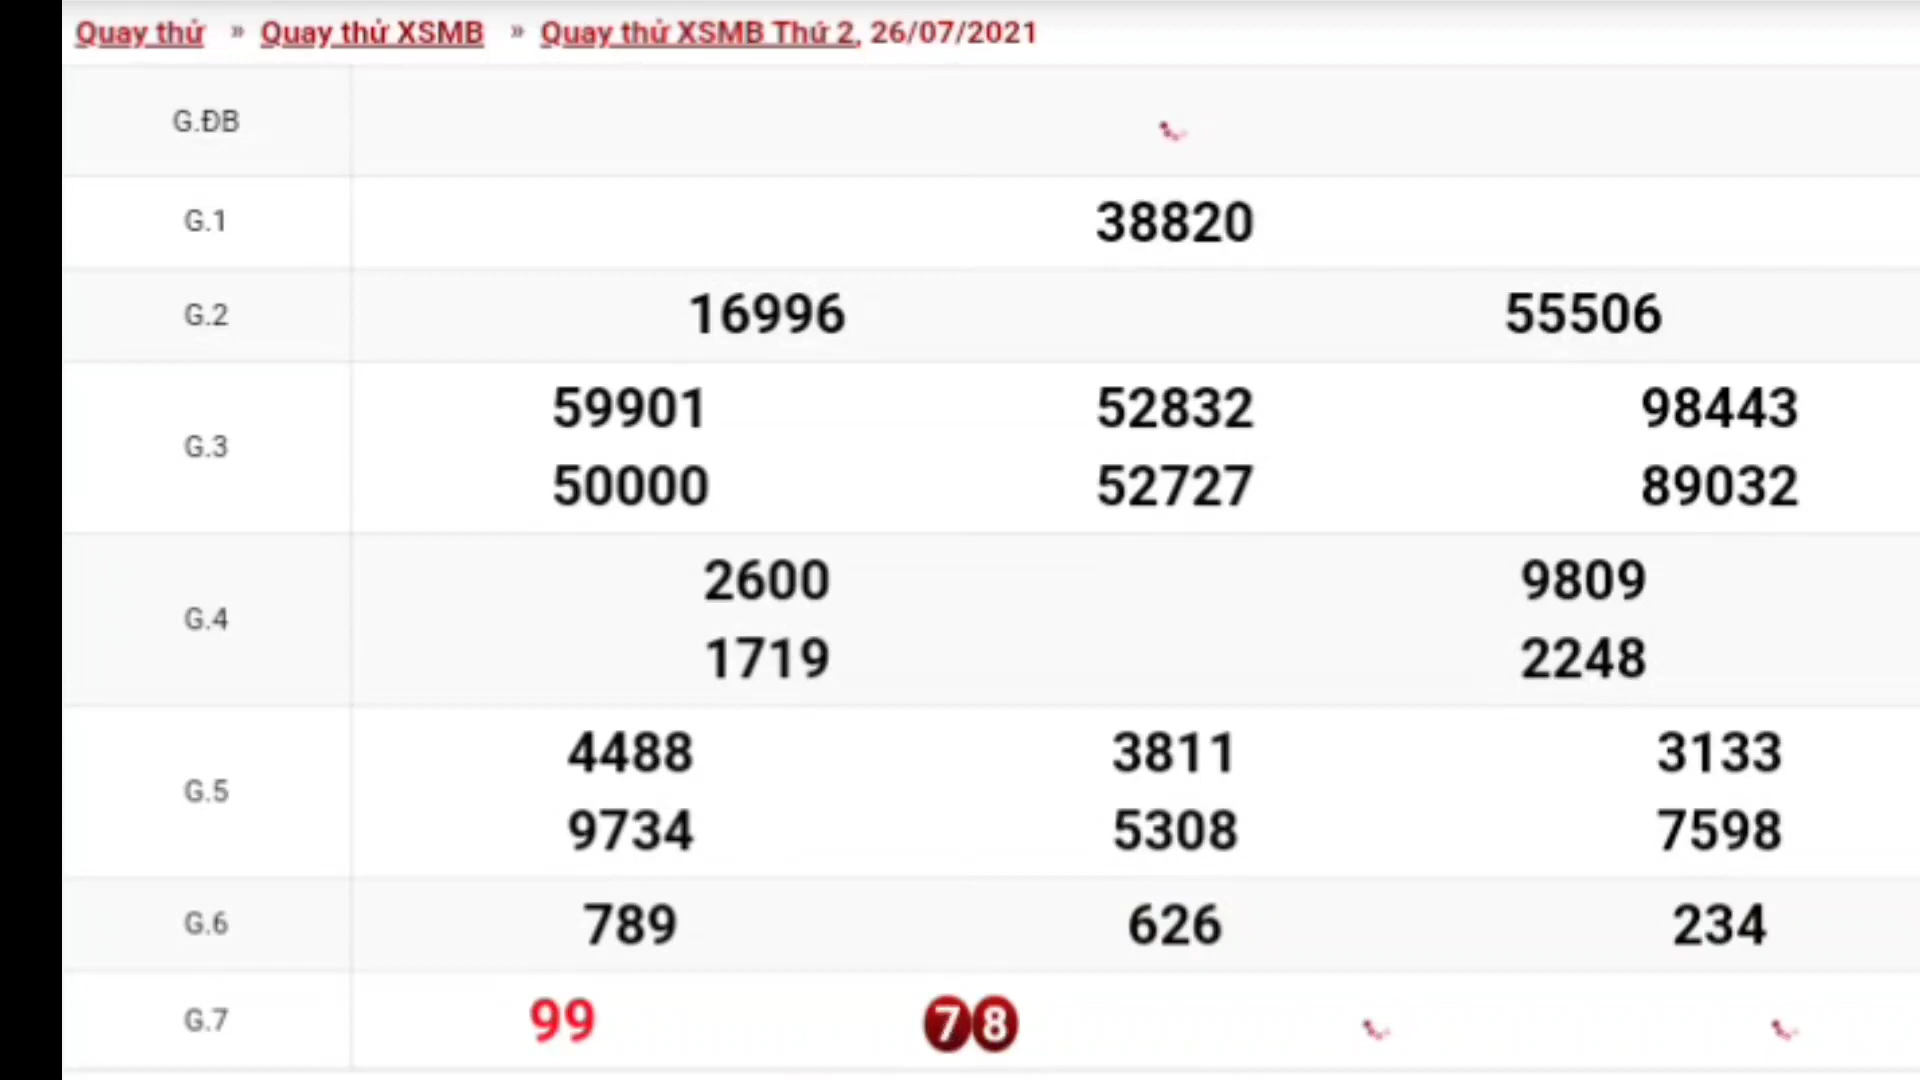 Quay thử » Quay thử XSMB » Quay thử XSMB Thứ 2, 26/07/2021
G.ĐB
G.1 38820
G.2 16996 55506
G.3 59901 52832 98443
50000 52727 89032
G.4 2600 9809
1719 2248
G.5 4488 3811 3133
9734 5308 7598
G.6 789 626 234
G.7 99 78